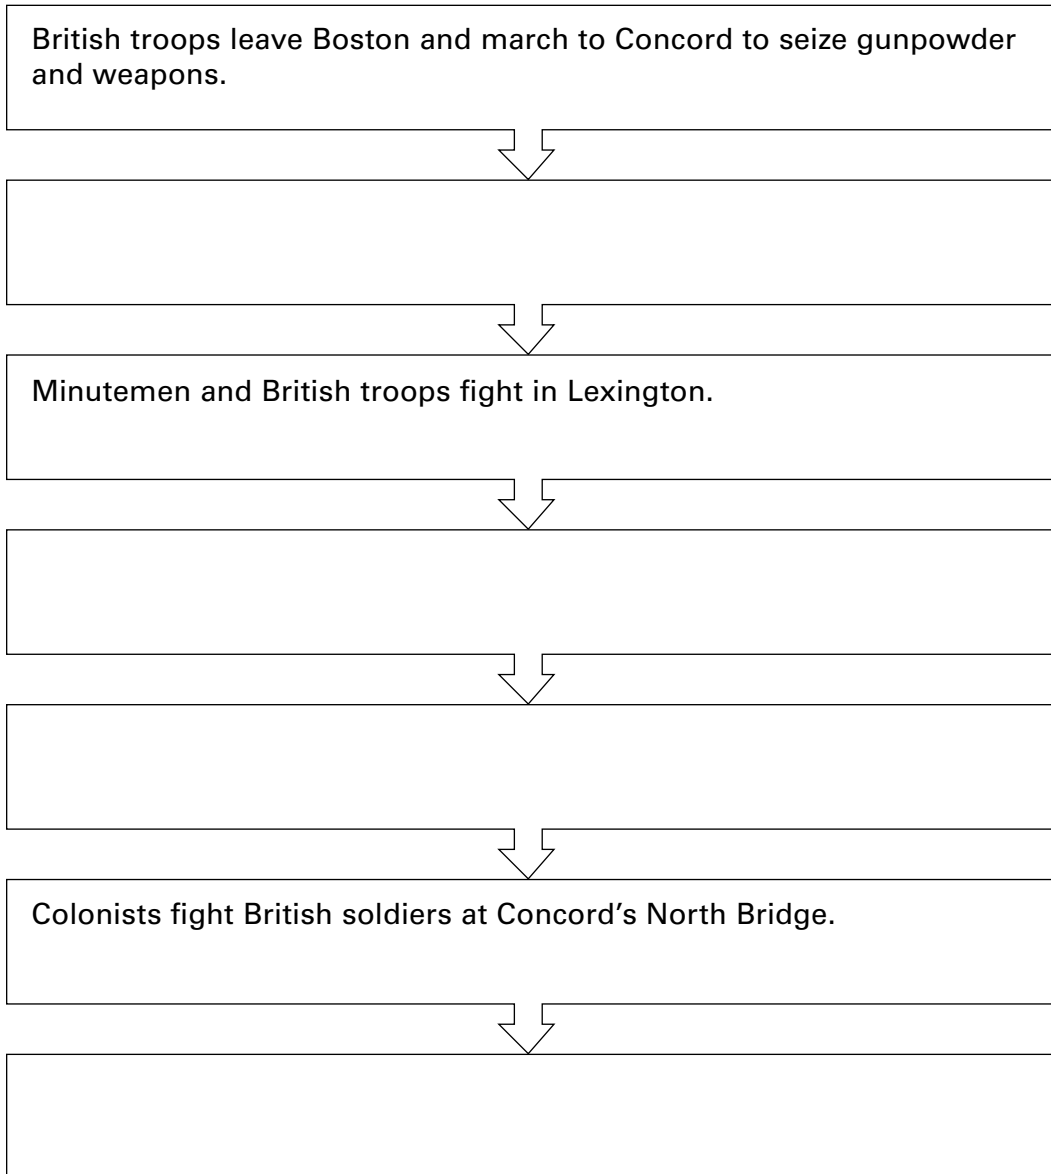 British troops leave Boston and march to Concord to seize gunpowder
and weapons.
Minutemen and British troops fight in Lexington.
Colonists fight British soldiers at Concord’s North Bridge.